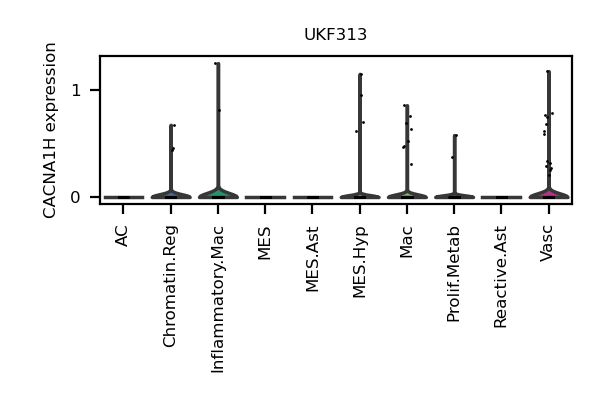 UKF313
CACNA1H expression
1
0
AC
Chromatin.Reg
Inflammatory.Mac
MES
MES.Ast
MES.Hyp
Mac
Prolif.Metab
Reactive.Ast
Vasc